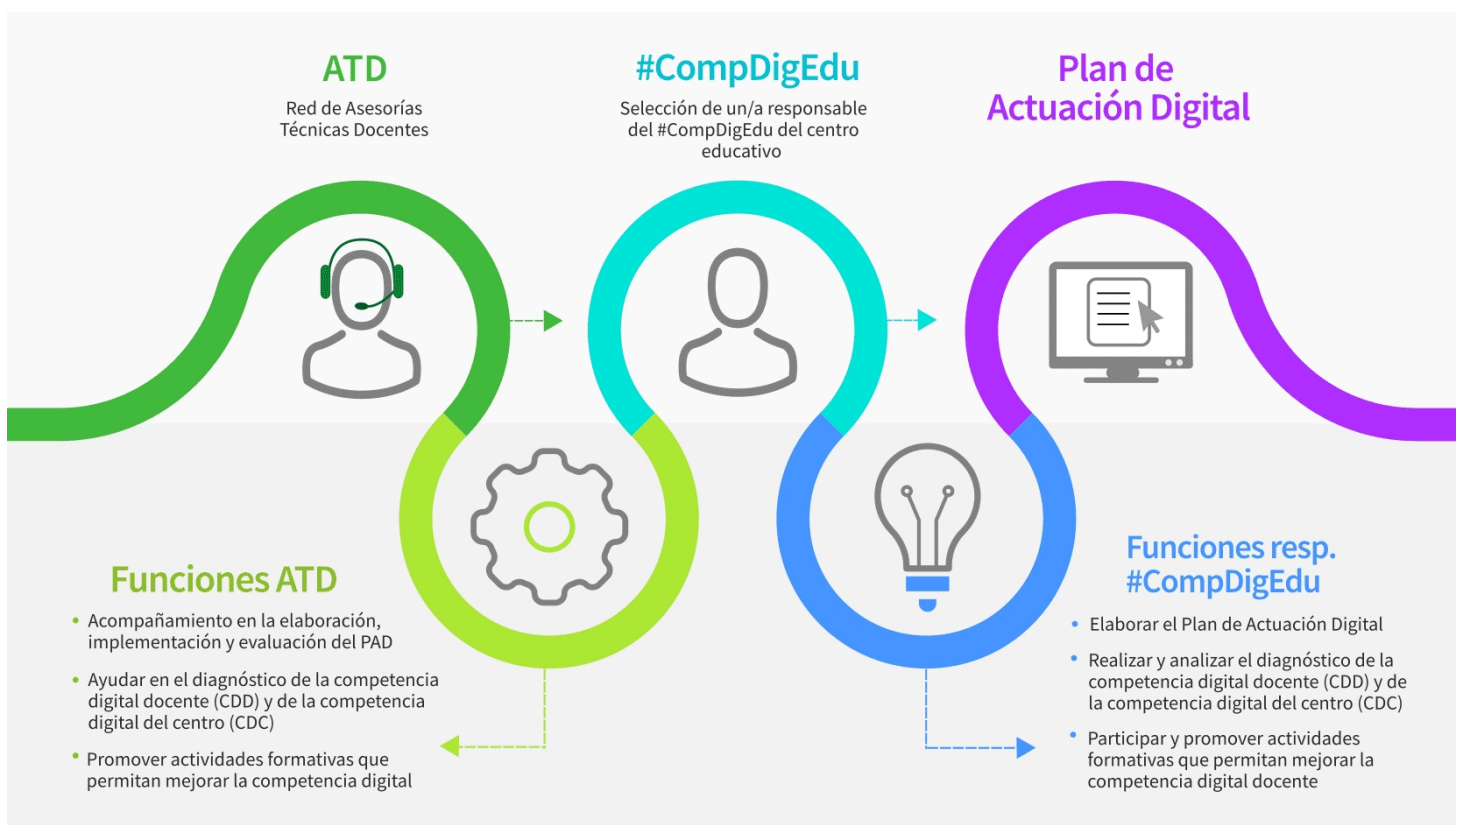 ATD
Red de Asesorías
Técnicas Docentes
#CompDigEdu
Selección de un/a responsable
del #CompDigEdu del centro
educativo
Plan de
Actuación Digital
Funciones ATD
• Acompañamiento en la elaboración,
implementación y evaluación del PAD
• Ayudar en el diagnóstico de la competencia
digital docente (CDD) y de la competencia
digital del centro (CDC)
• Promover actividades formativas que
permitan mejorar la competencia digital
Funciones resp.
#CompDigEdu
• Elaborar el Plan de Actuación Digital
• Realizar y analizar el diagnóstico de la
competencia digital docente (CDD) y de
la competencia digital del centro (CDC)
• Participar y promover actividades
formativas que permitan mejorar la
competencia digital docente